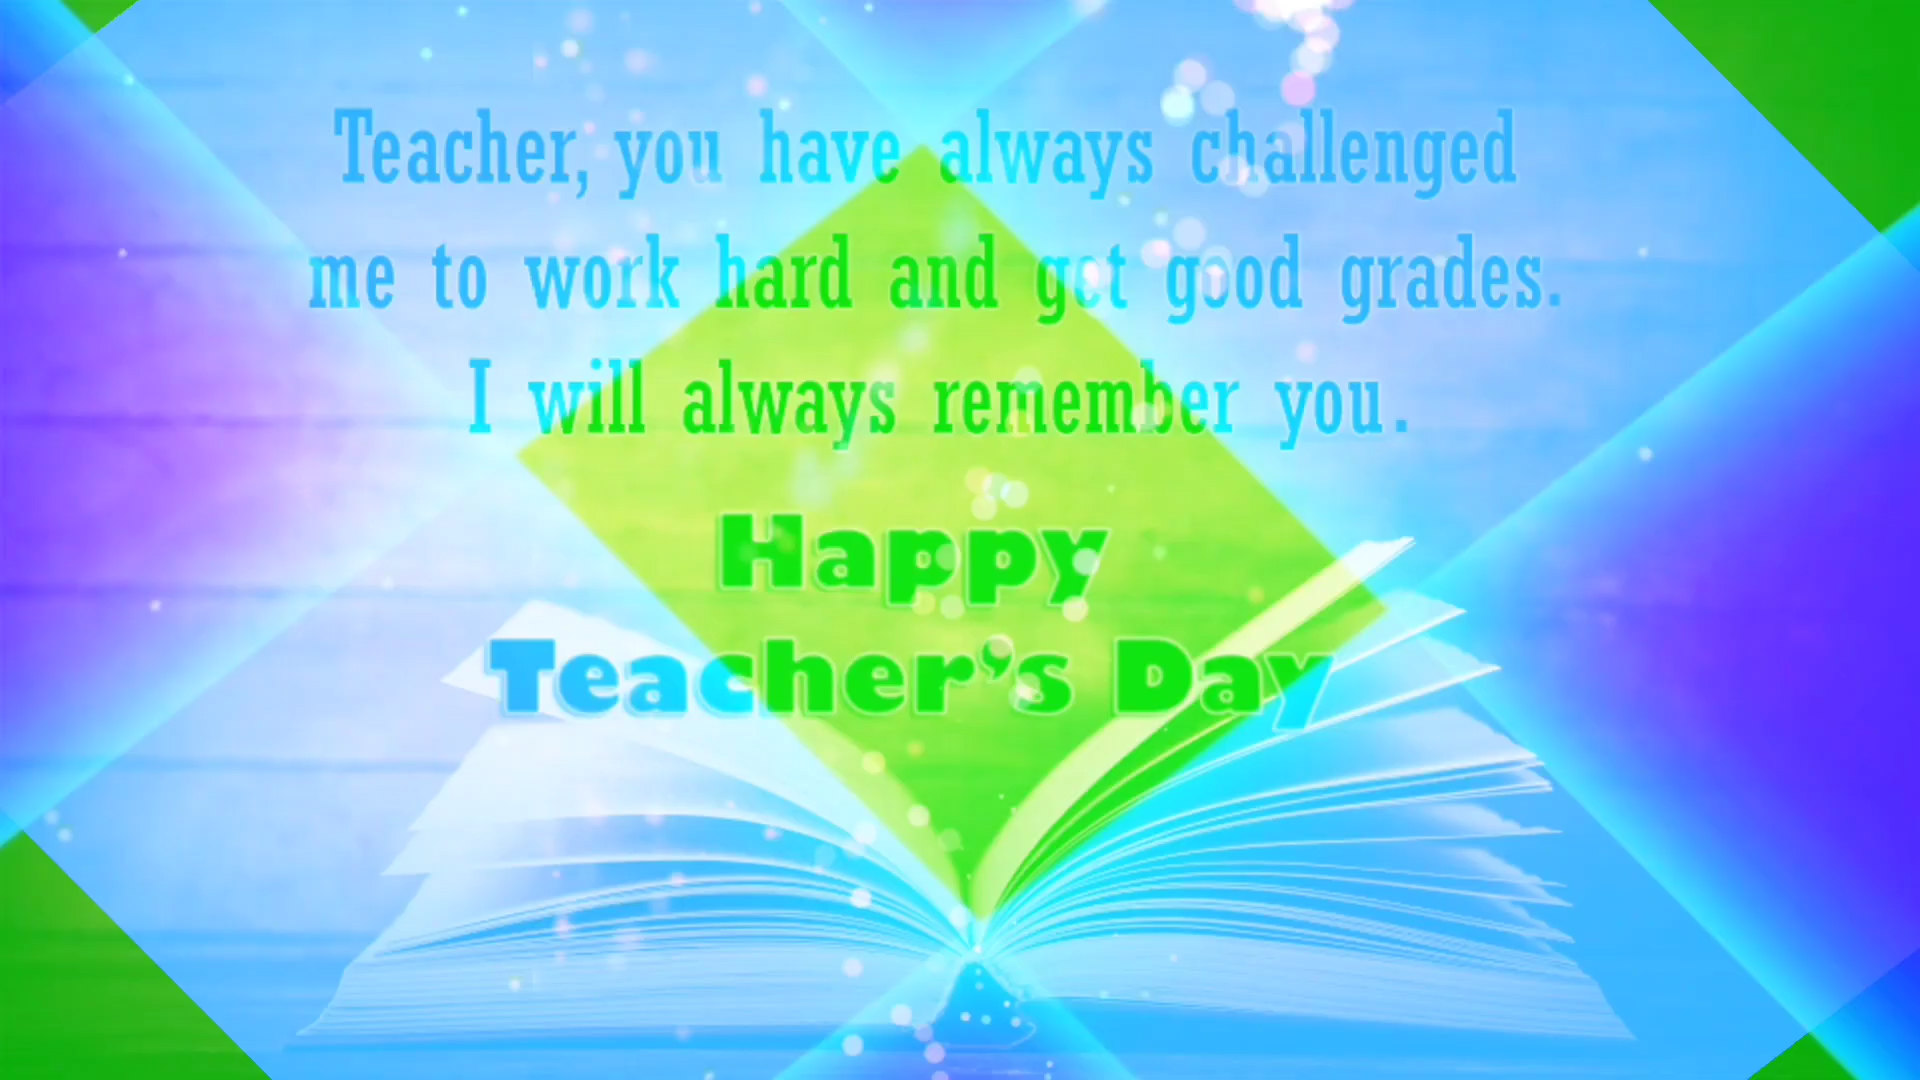 Teacher, you have always challenged
me to work hard and get good grades.
I will always remember you.
Happy
Teacher's Day